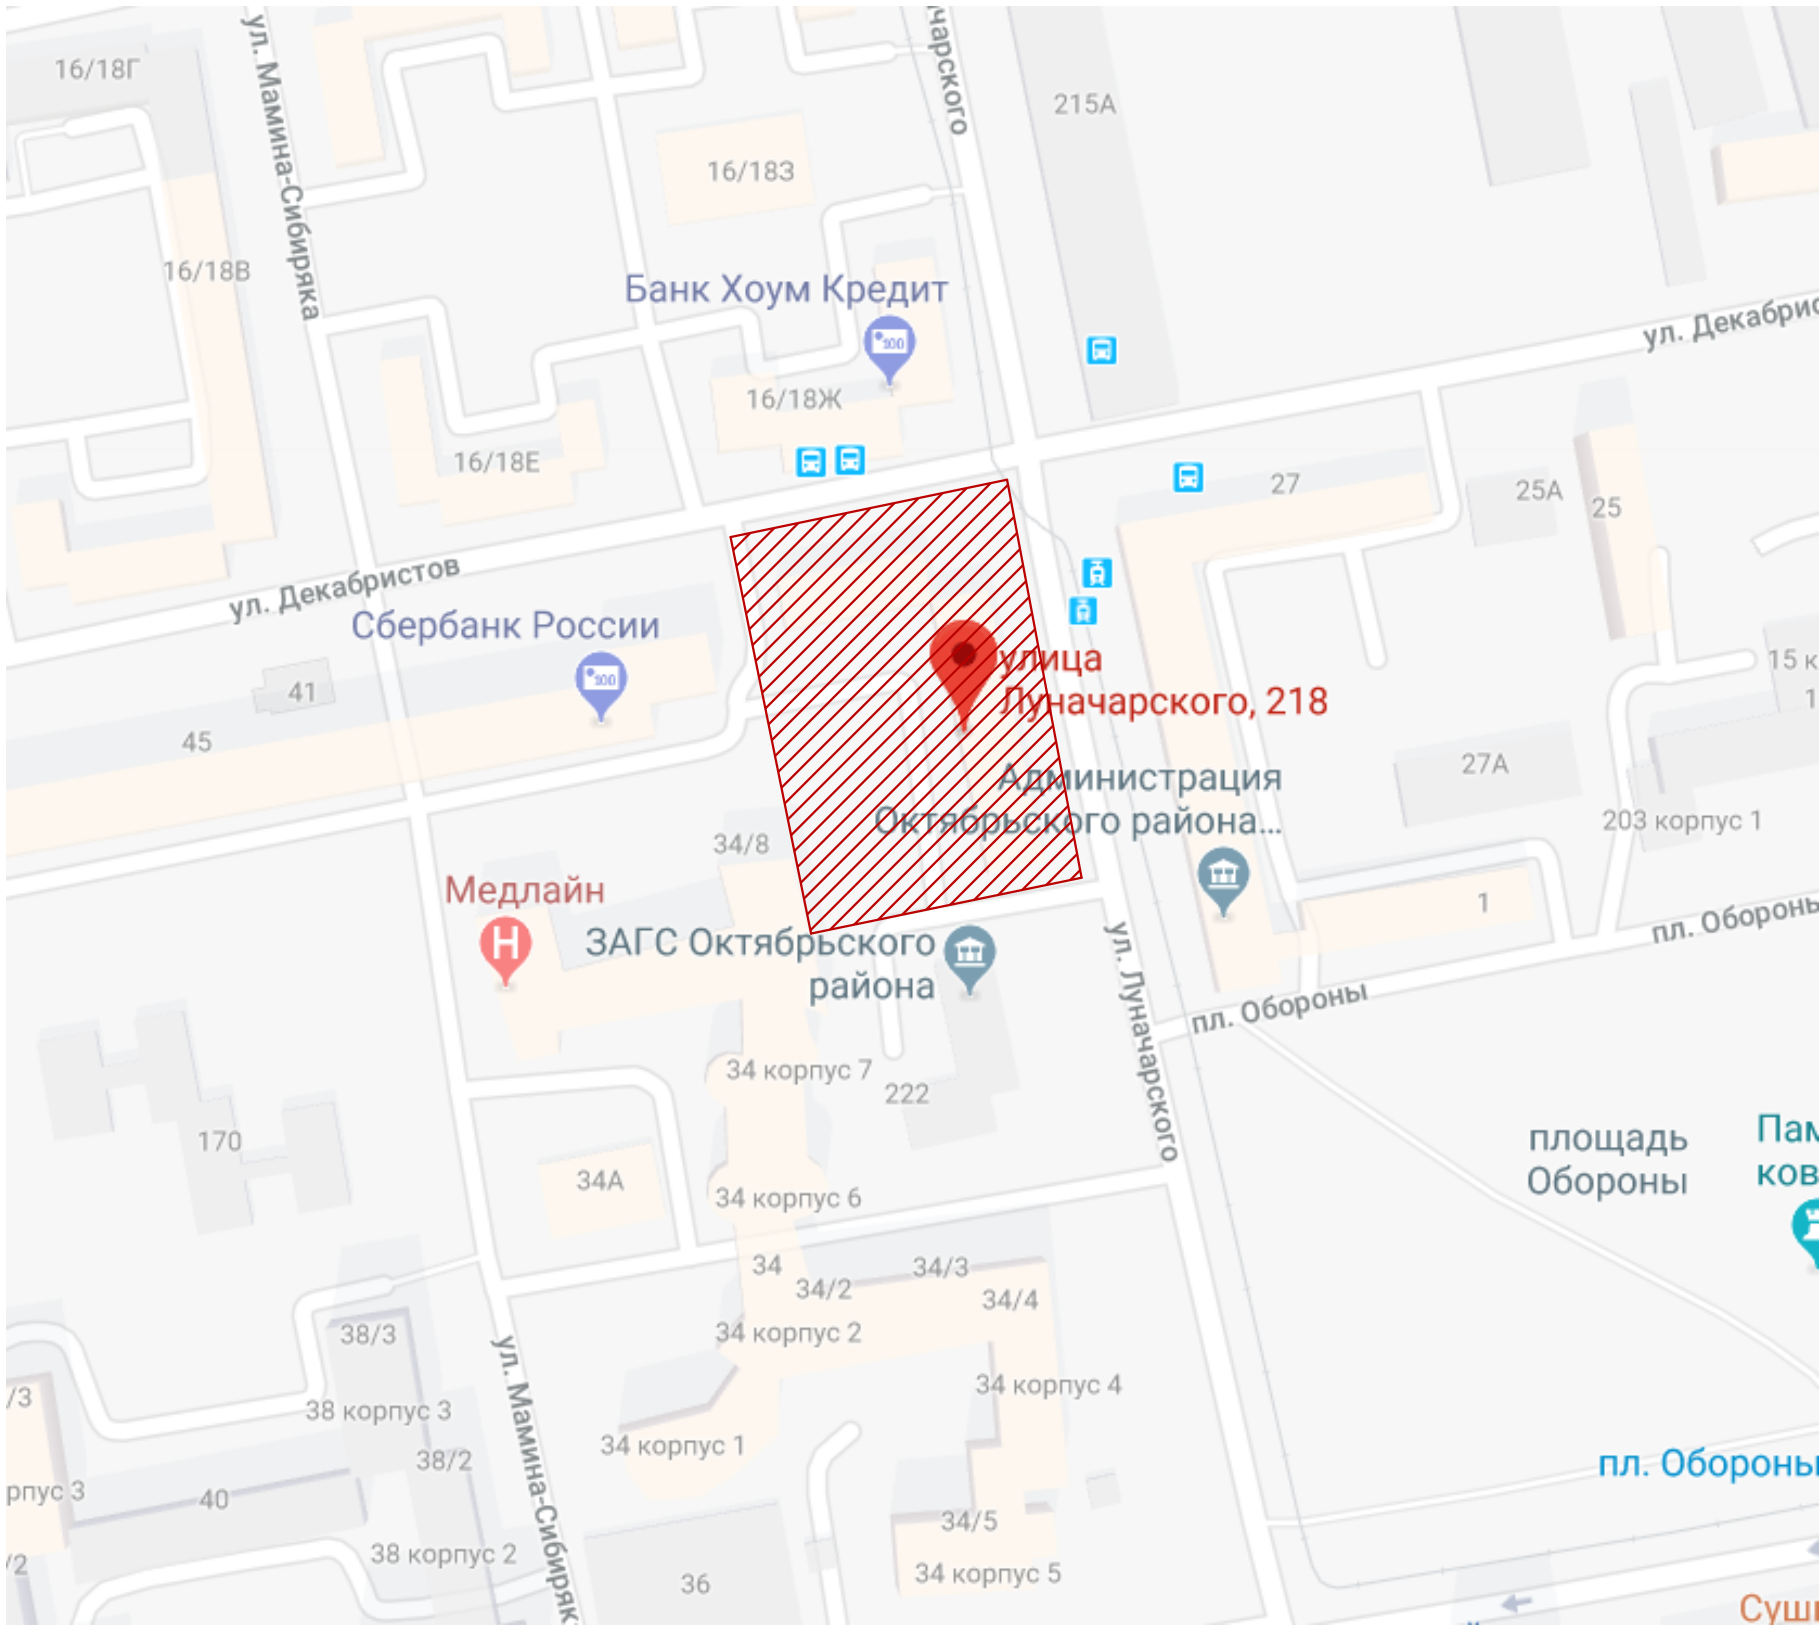 16/18Г
ул. Мамина-Сибиряка
215А
16/18З
16/18В
Банк Хоум Кредит
ул. Декабрис
16/18Ж
16/18Е
27
25А
25
ул. Декабристов
Сбербанк России
41
45
улица
Луначарского, 218
15 к
27А
Администрация
Октябрьского района...
203 корпус 1
34/8
Медлайн
1
пл. Обороны
ЗАГС Октябрьского
района
ул. Луначарского
пл. Обороны
34 корпус 7
222
170
площадь
Обороны
34А
34 корпус 6
34
34/2
34/3
34/4
38/3
34 корпус 2
34 корпус 4
38 корпус 3
34 корпус 1
38/2
ул. Мамина-Сибиряк
пл. Обороны
40
34/5
38 корпус 2
36
34 корпус 5